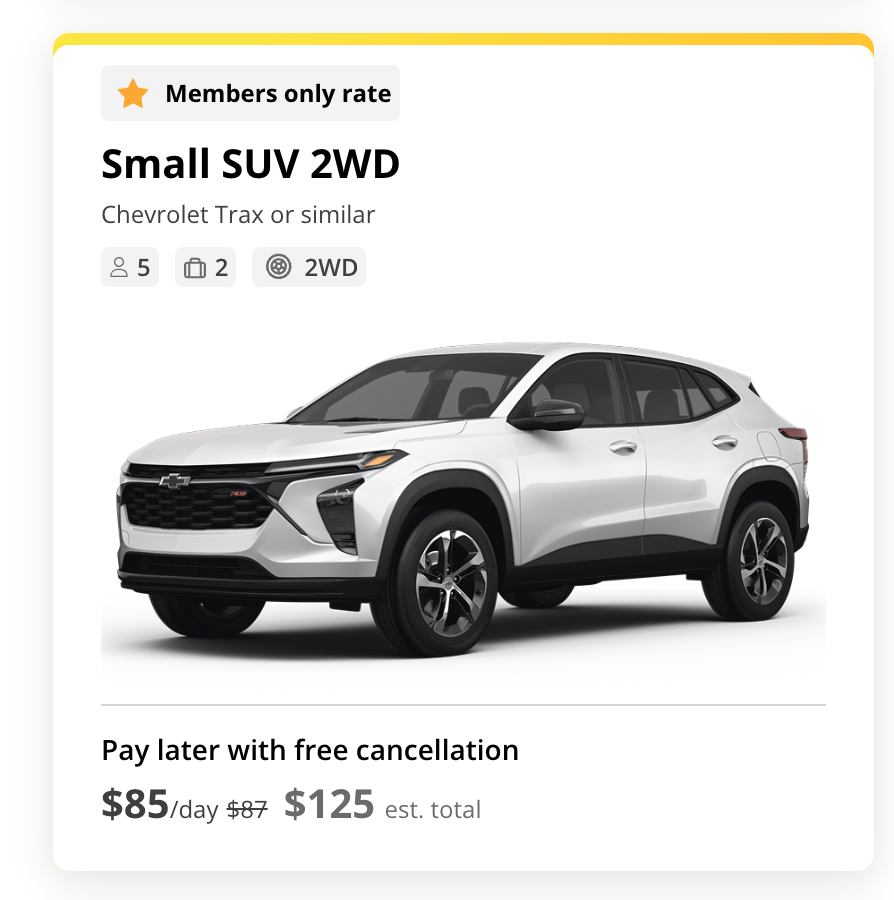 Members only rate
Small SUV 2WD
Chevrolet Trax or similar
5 2 2WD
RS
Pay later with free cancellation
$85/day $87 $125 est. total